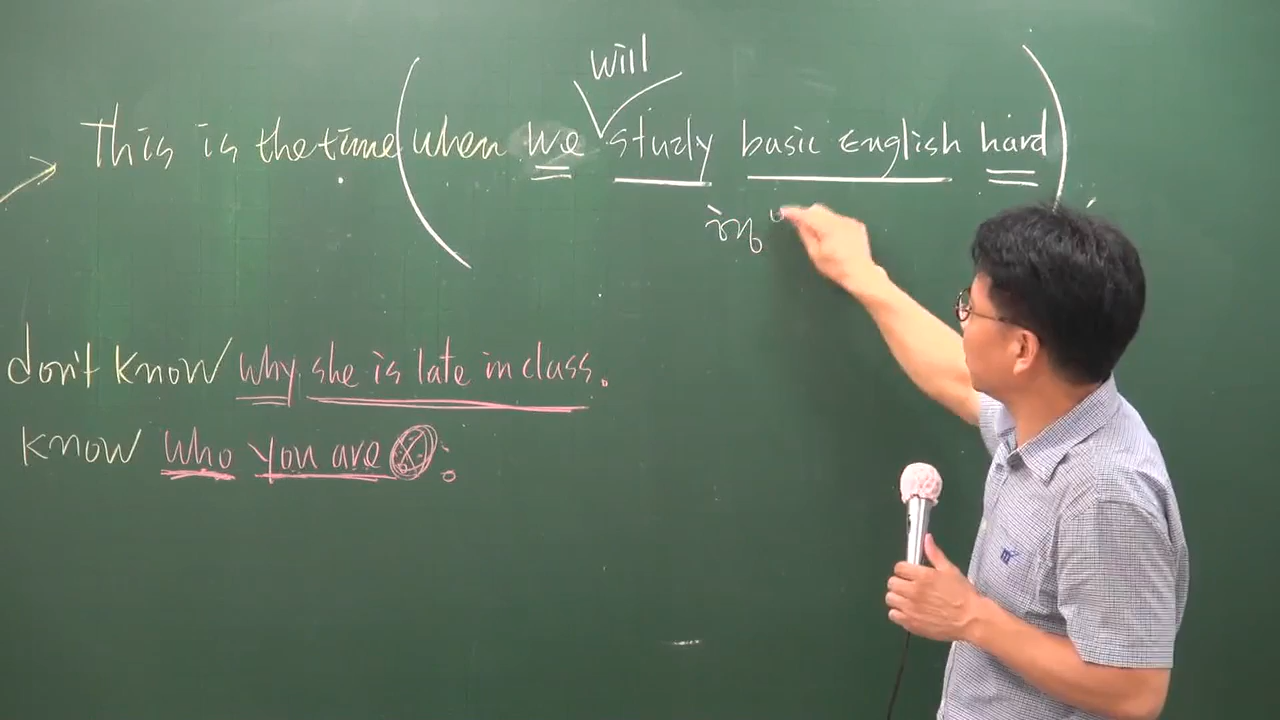 will
This is the time when we study basic English hard
in
don't know why she is late in class.
know who you are